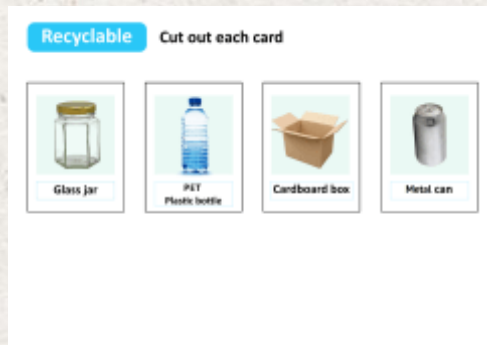 Recyclable Cut out each card
Glass jar
PET
Plastic bottle
Cardboard box
Metal can